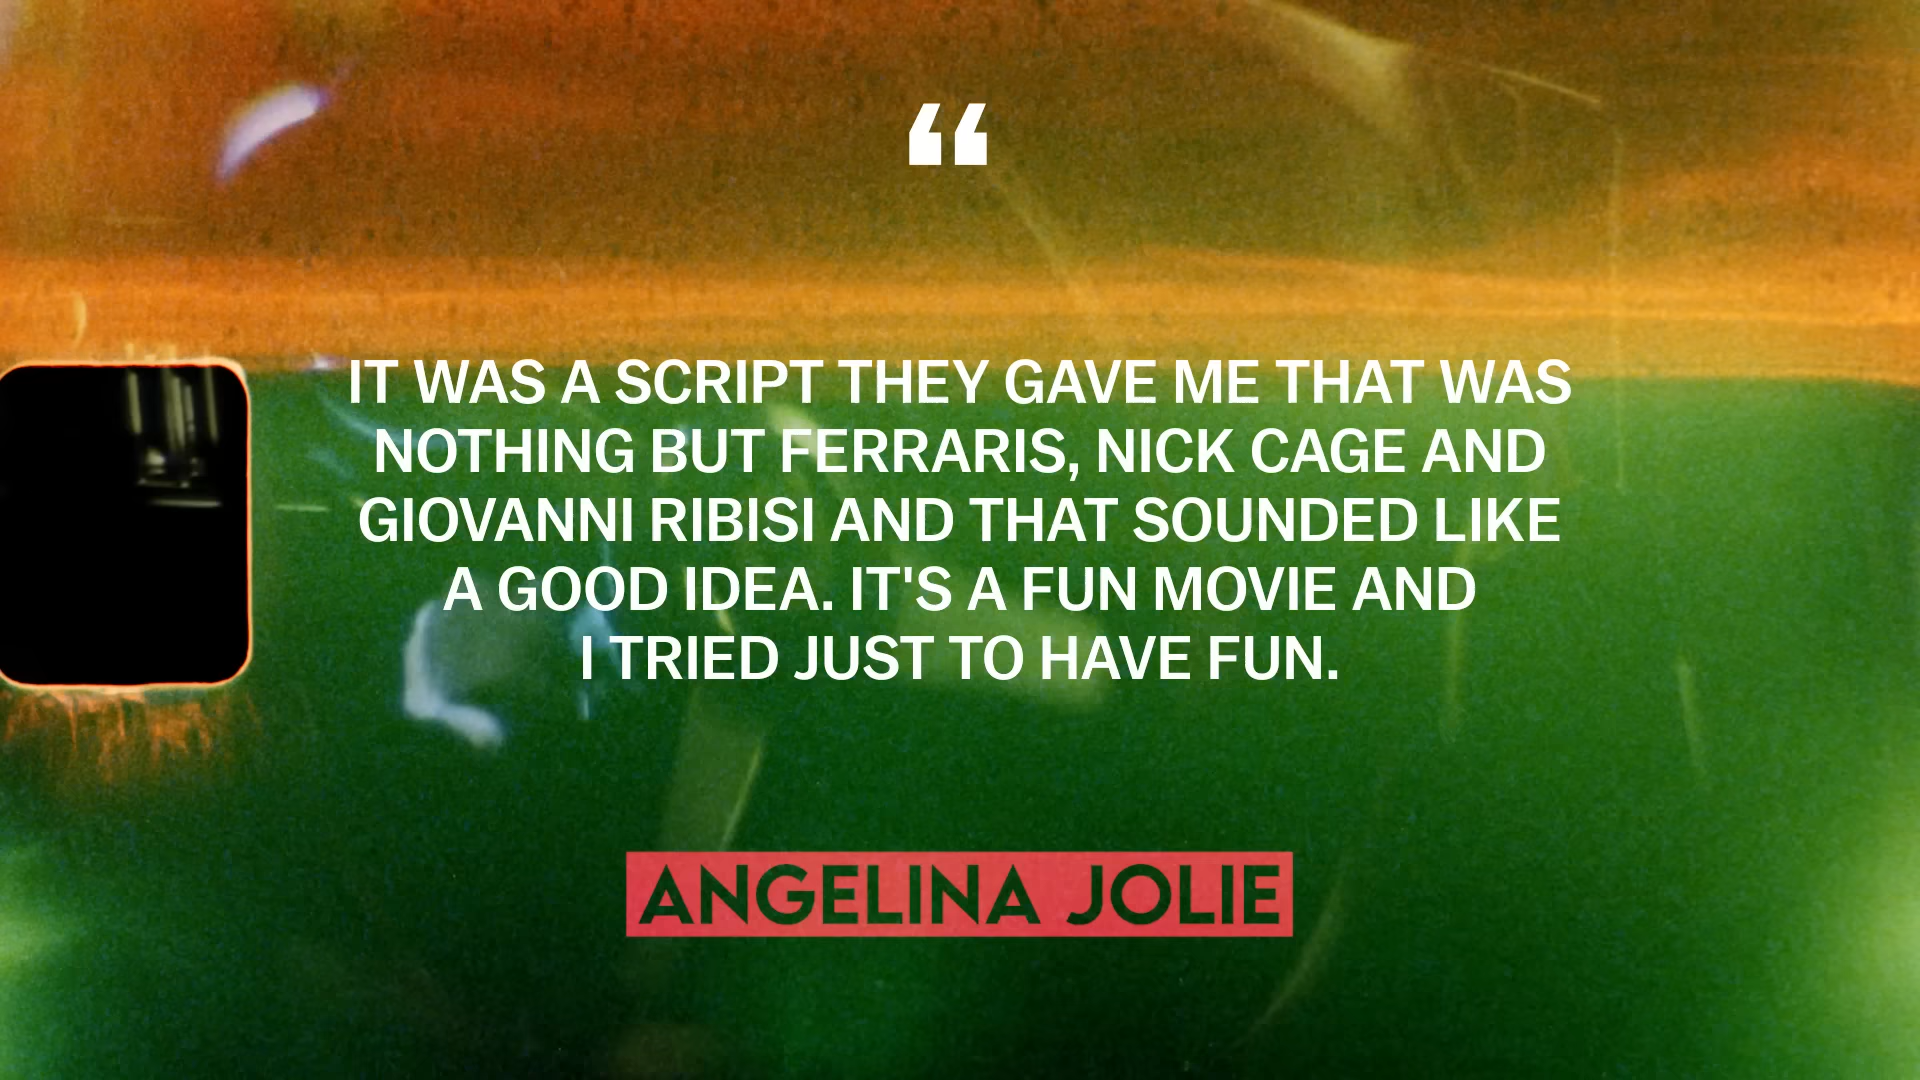 “
IT WAS A SCRIPT THEY GAVE ME THAT WAS
NOTHING BUT FERRARIS, NICK CAGE AND
GIOVANNI RIBISI AND THAT SOUNDED LIKE
A GOOD IDEA. IT'S A FUN MOVIE AND
I TRIED JUST TO HAVE FUN.
ANGELINA JOLIE